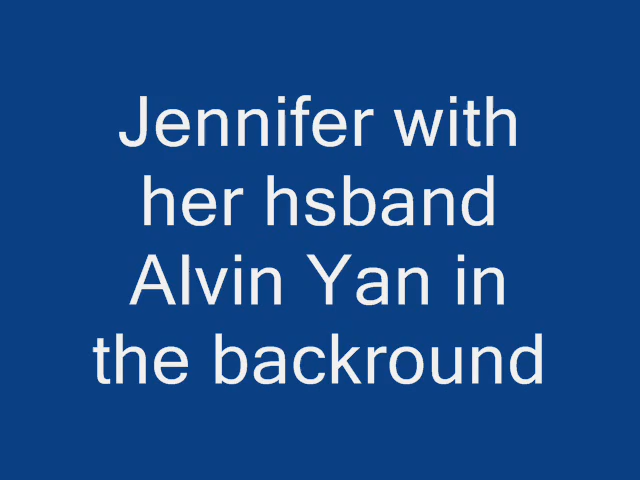 Jennifer with
her hsband
Alvin Yan in
the backround